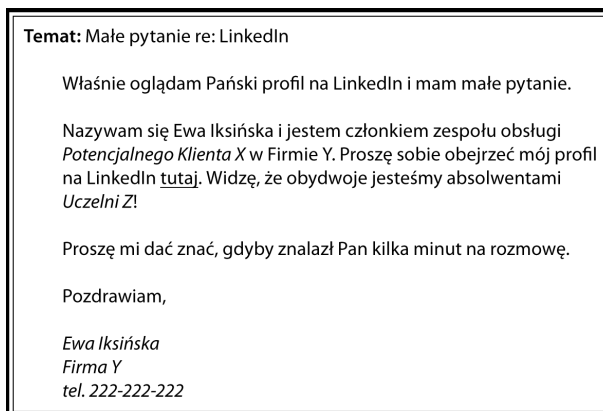 Temat: Małe pytanie re: LinkedIn
Właśnie oglądam Pański profil na LinkedIn i mam małe pytanie.
Nazywam się Ewa Iksińska i jestem członkiem zespołu obsługi
Potencjalnego Klienta X w Firmie Y. Proszę sobie obejrzeć mój profil
na LinkedIn tutaj. Widzę, że obydwoje jesteśmy absolwentami
Uczelni Z!
Proszę mi dać znać, gdyby znalazł Pan kilka minut na rozmowę.
Pozdrawiam,
Ewa Iksińska
Firma Y
tel. 222-222-222